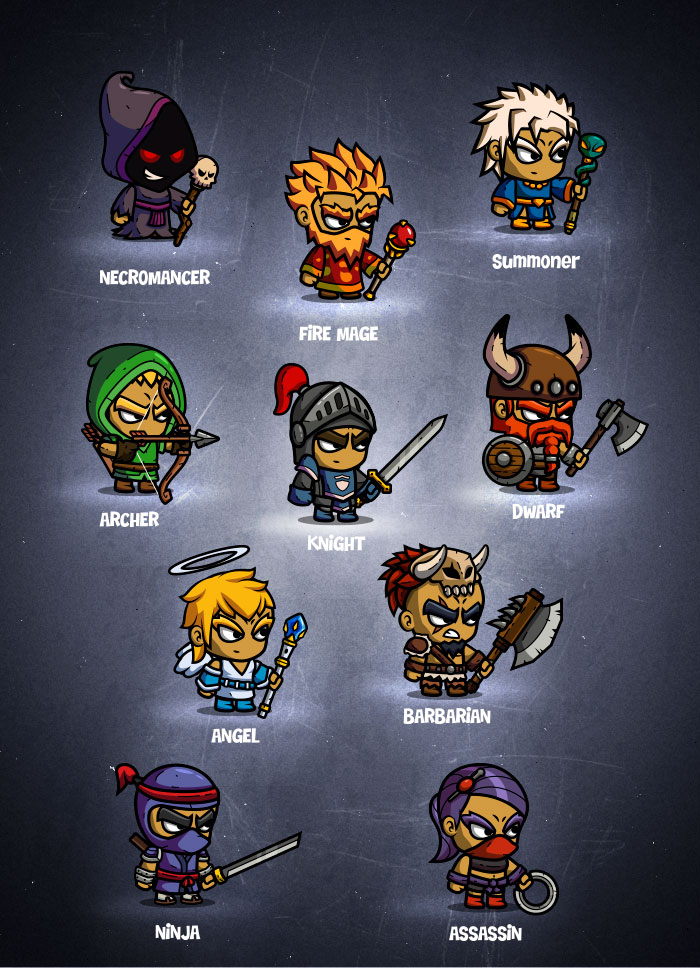 NECROMANCER
FiRE MAGE
Summoner
ARCHER
KNiGHT
DWARF
ANGEL
BARBARiAN
NiNJA
ASSASSiN